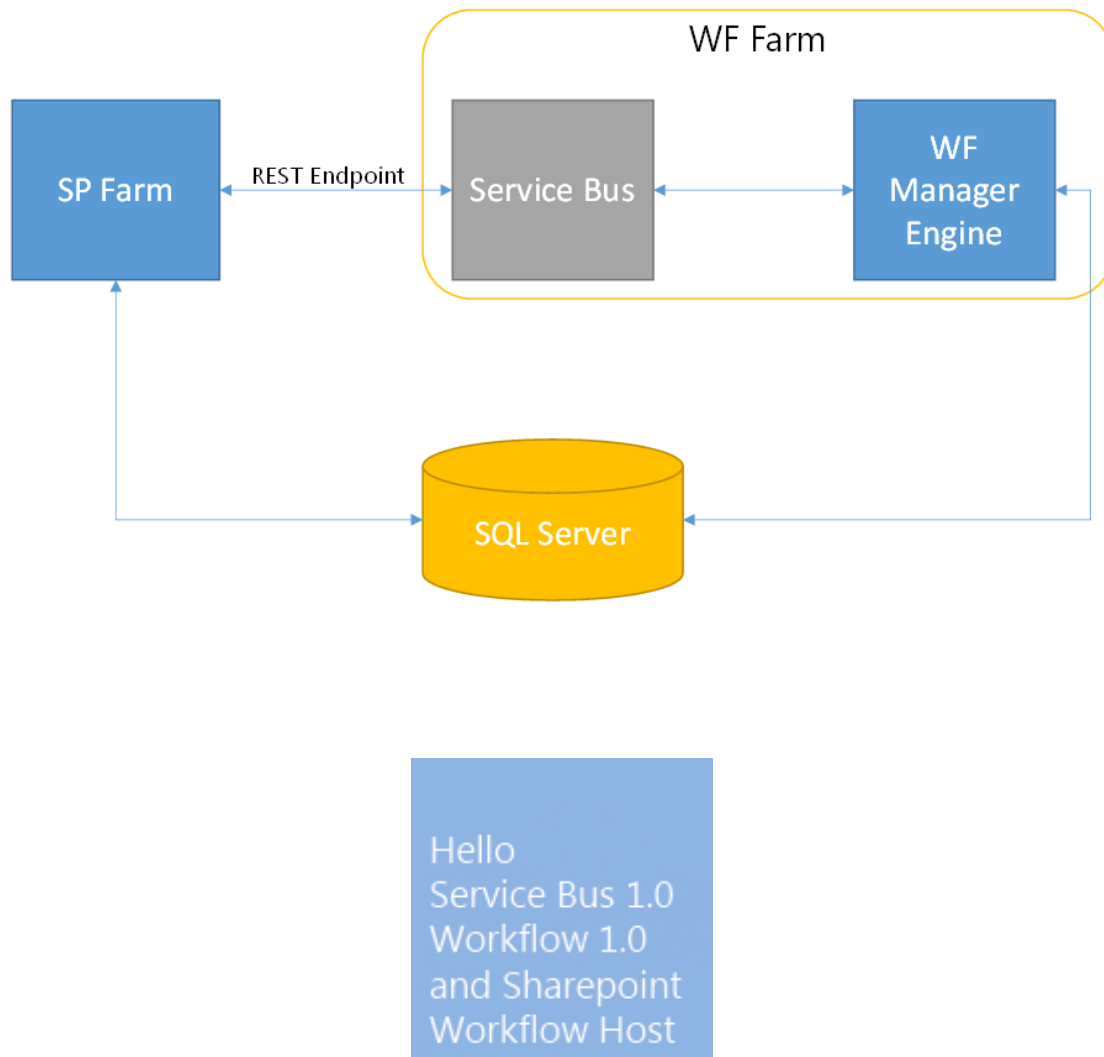 WF Farm
SP Farm
REST Endpoint
Service Bus
WF
Manager
Engine
SQL Server
Hello
Service Bus 1.0
Workflow 1.0
and Sharepoint
Workflow Host